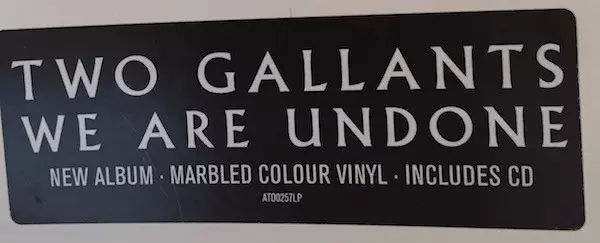 TWO GALLANTS
WE ARE UNDONE
NEW ALBUM · MARBLED COLOUR VINYL · INCLUDES CD
ATO0257LP